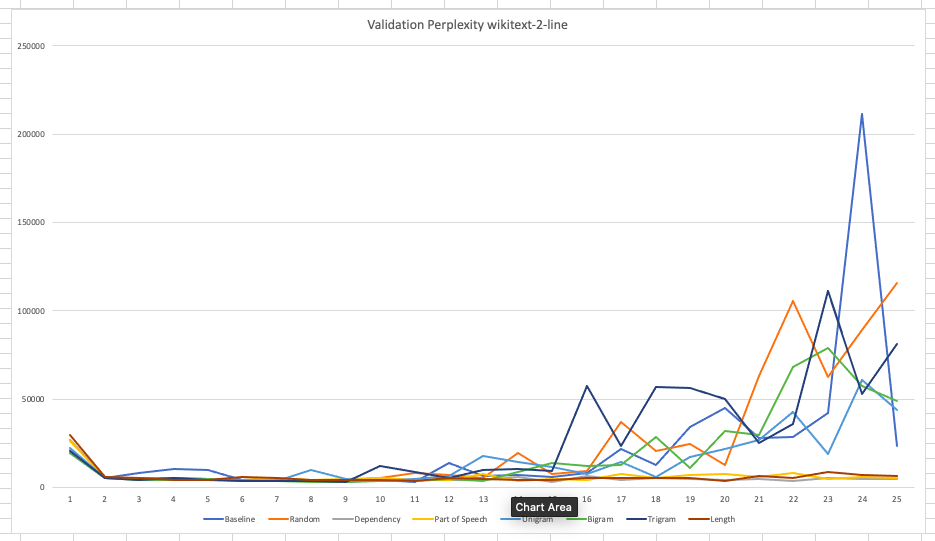 Validation Perplexity wikitext-2-line
250000
200000
150000
100000
50000
0
1 2 3 4 5 6 7 8 9 10 11 12 13 14 15 16 17 18 19 20 21 22 23 24 25
Baseline Random Dependency Part of Speech Unigram Bigram Trigram Length
Chart Area